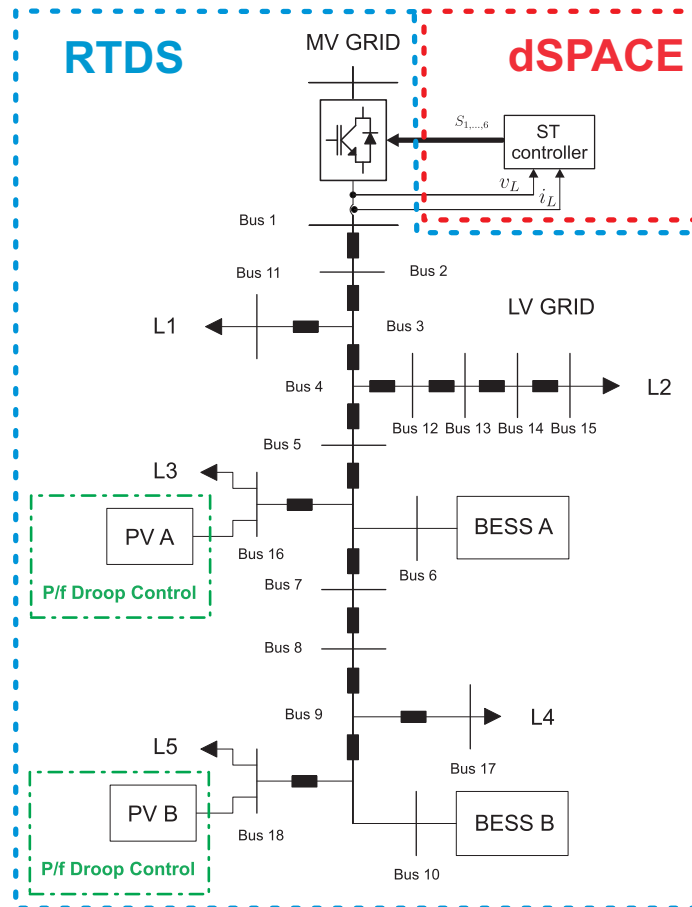 RTDS
MV GRID
dSPACE
S1,...,6
ST
controller
vL
iL
Bus 1
Bus 11
Bus 2
L1
Bus 3
LV GRID
Bus 4
L2
Bus 12
Bus 13
Bus 14
Bus 15
Bus 5
L3
PV A
Bus 16
BESS A
Bus 6
P/f Droop Control
Bus 7
Bus 8
Bus 9
L4
L5
Bus 17
PV B
Bus 18
BESS B
P/f Droop Control
Bus 10